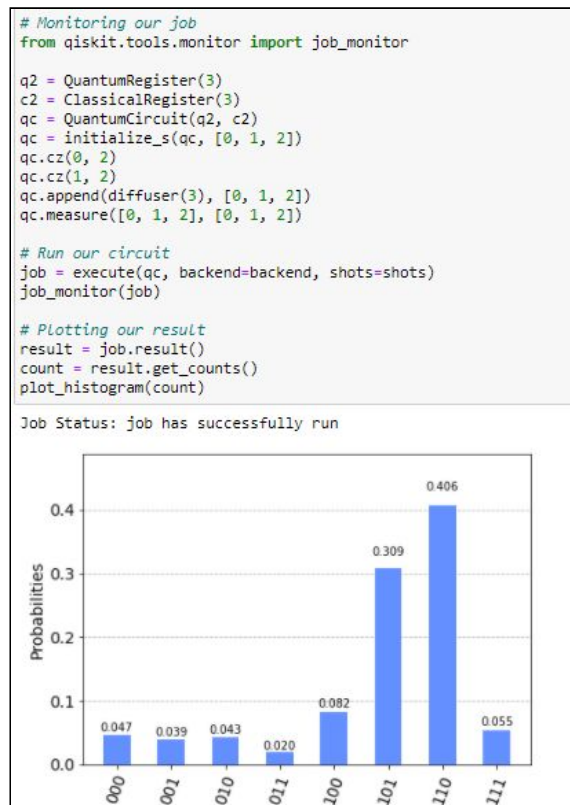 # Monitoring our job
from qiskit.tools.monitor import job_monitor
q2 = QuantumRegister(3)
c2 = ClassicalRegister(3)
qc = QuantumCircuit(q2, c2)
qc = initialize_s(qc, [0, 1, 2])
qc.cz(0, 2)
qc.cz(1, 2)
qc.append(diffuser(3), [0, 1, 2])
qc.measure([0, 1, 2], [0, 1, 2])
# Run our circuit
job = execute(qc, backend=backend, shots=shots)
job_monitor(job)
# Plotting our result
result = job.result()
count = result.get_counts()
plot_histogram(count)
Job Status: job has successfully run
Probabilities
0.4
0.3
0.2
0.1
0.0
0.047
0.039
0.043
0.020
0.082
0.309
0.406
0.055
000
001
010
011
100
101
110
111